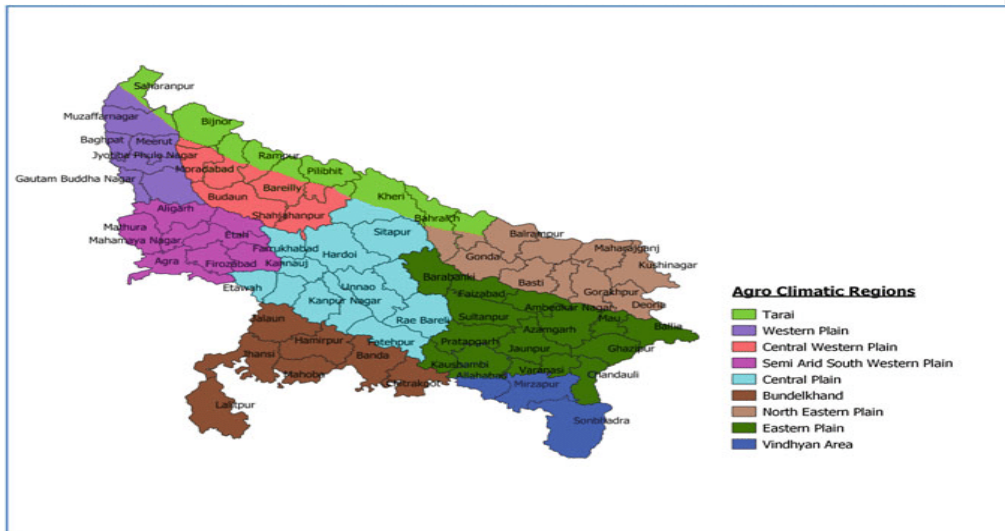 Saharanpur
Muzaffarnagar
Bijnor
Baghpat
Meerut
Jyotiba Phule Nagar
Rampur
Moradabad
Pilibhit
Gautam Buddha Nagar
Bareilly
Kheri
Budaun
Aligarh
Shahjahanpur
Bahraich
Mathura
Etah
Sitapur
Balrampur
Mahamaya Nagar
Farrukhabad
Hardoi
Gonda
Maharajganj
Agra
Firozabad
Kannauj
Barabanki
Kushinagar
Etawah
Unnao
Basti
Gorakhpur
Kanpur Nagar
Faizabad
Deoria
Jalaun
Rae Bareli
Sultanpur
Ambedkar Nagar
Mau
Ballia
Hamirpur
Fatehpur
Pratapgarh
Azamgarh
Jhansi
Banda
Jaunpur
Ghazipur
Mahoba
Chitrakoot
Kaushambi
Allahabad
Varanasi
Chandauli
Mirzapur
Lalitpur
Sonbhadra
Agro Climatic Regions
Tarai
Western Plain
Central Western Plain
Semi Arid South Western Plain
Central Plain
Bundelkhand
North Eastern Plain
Eastern Plain
Vindhyan Area